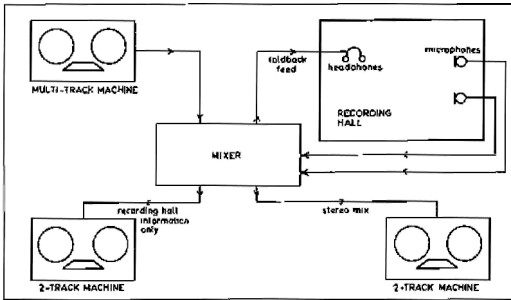 microphones
foldback
feed
headphones
MULTI-TRACK MACHINE
RECORDING
HALL
MIXER
recording hall
information
only
stereo mix
2-TRACK MACHINE
2-TRACK MACHINE